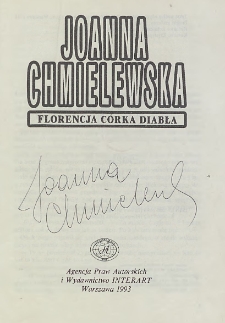 JOANNA
CHMIELEWSKA
FLORENCJA CÓRKA DIABŁA
Joanna
Chmielewska
Agencja Praw Autorskich
i Wydawnictwo INTERART
Warszawa 1993